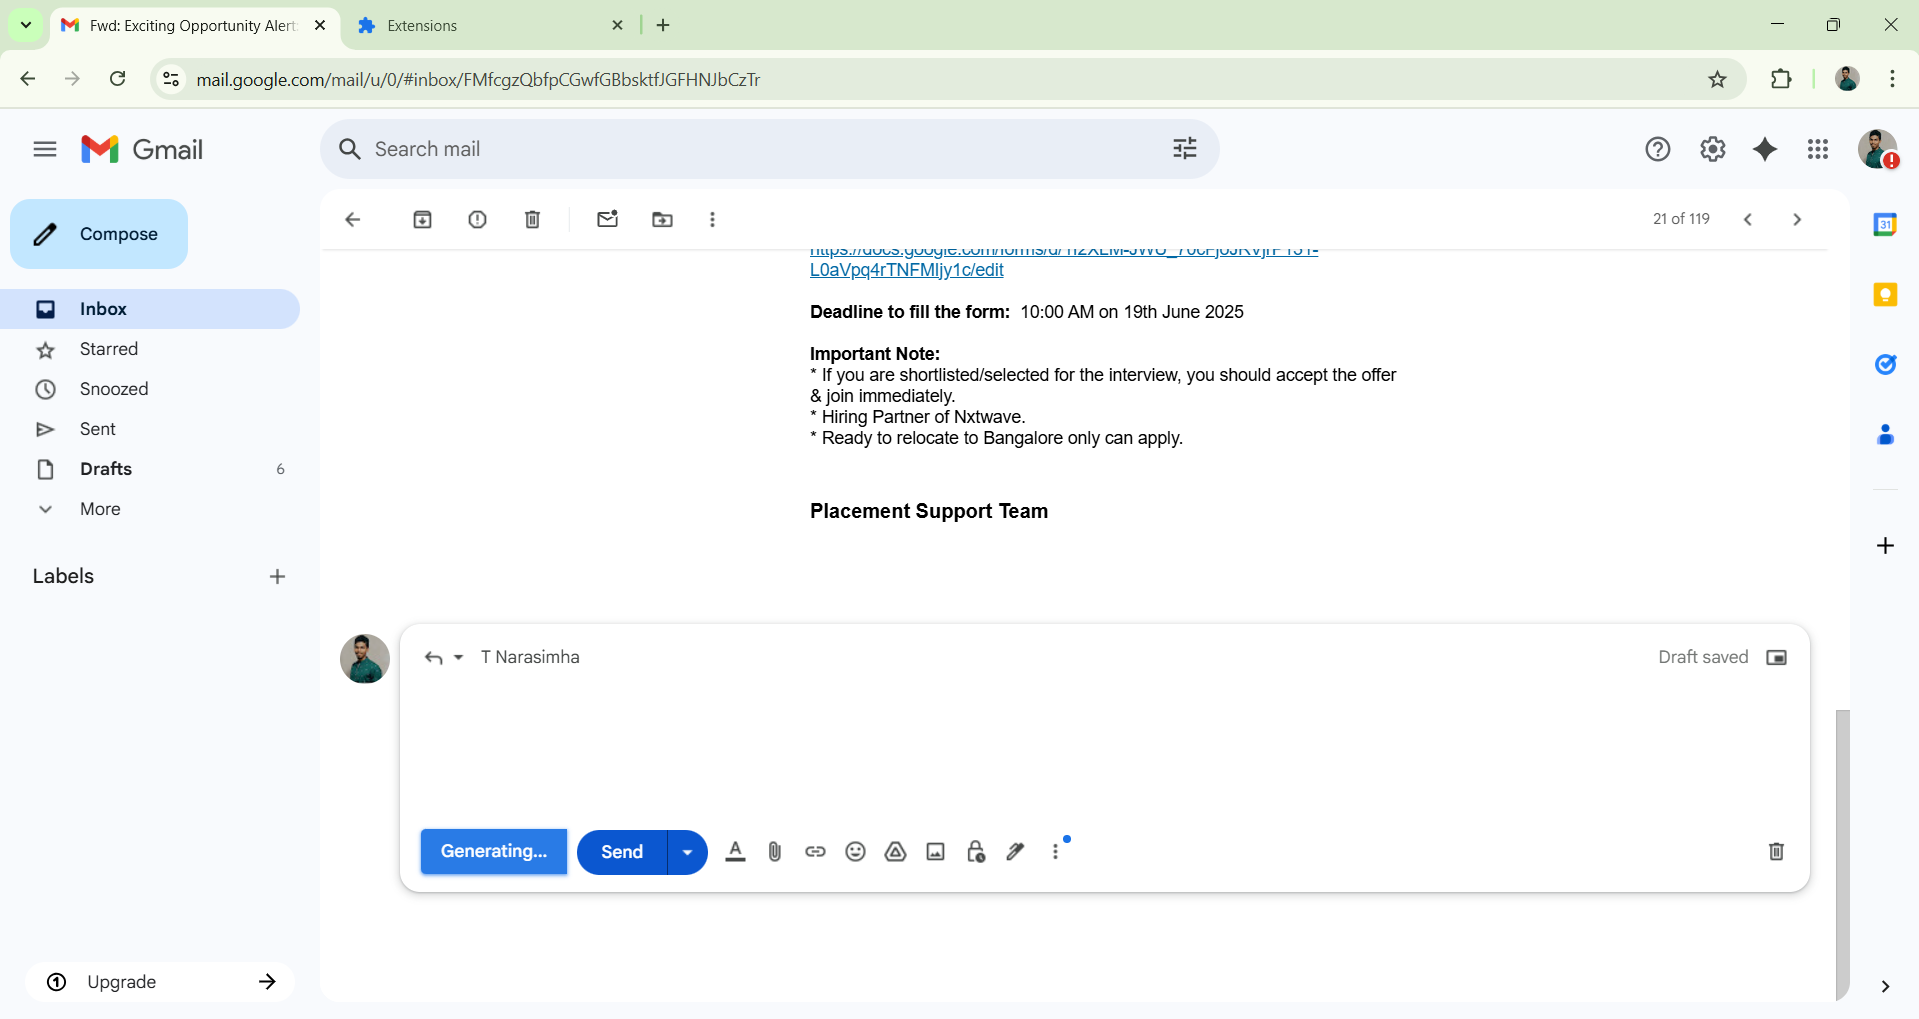 Fwd: Exciting Opportunity Alert:
Extensions
mail.google.com/mail/u/0/#inbox/FMfcgzQbfpCGwfGBbsktfJGFHNJbCzTr
Gmail
Search mail
Compose
21 of 119
31
Inbox
Starred
Snoozed
Sent
Drafts 6
More
Labels
L0aVpq4rTNFMIjy1c/edit
Deadline to fill the form: 10:00 AM on 19th June 2025
Important Note:
* If you are shortlisted/selected for the interview, you should accept the offer
& join immediately.
* Hiring Partner of Nxtwave.
* Ready to relocate to Bangalore only can apply.
Placement Support Team
T Narasimha
Draft saved
Generating...
Send
Upgrade